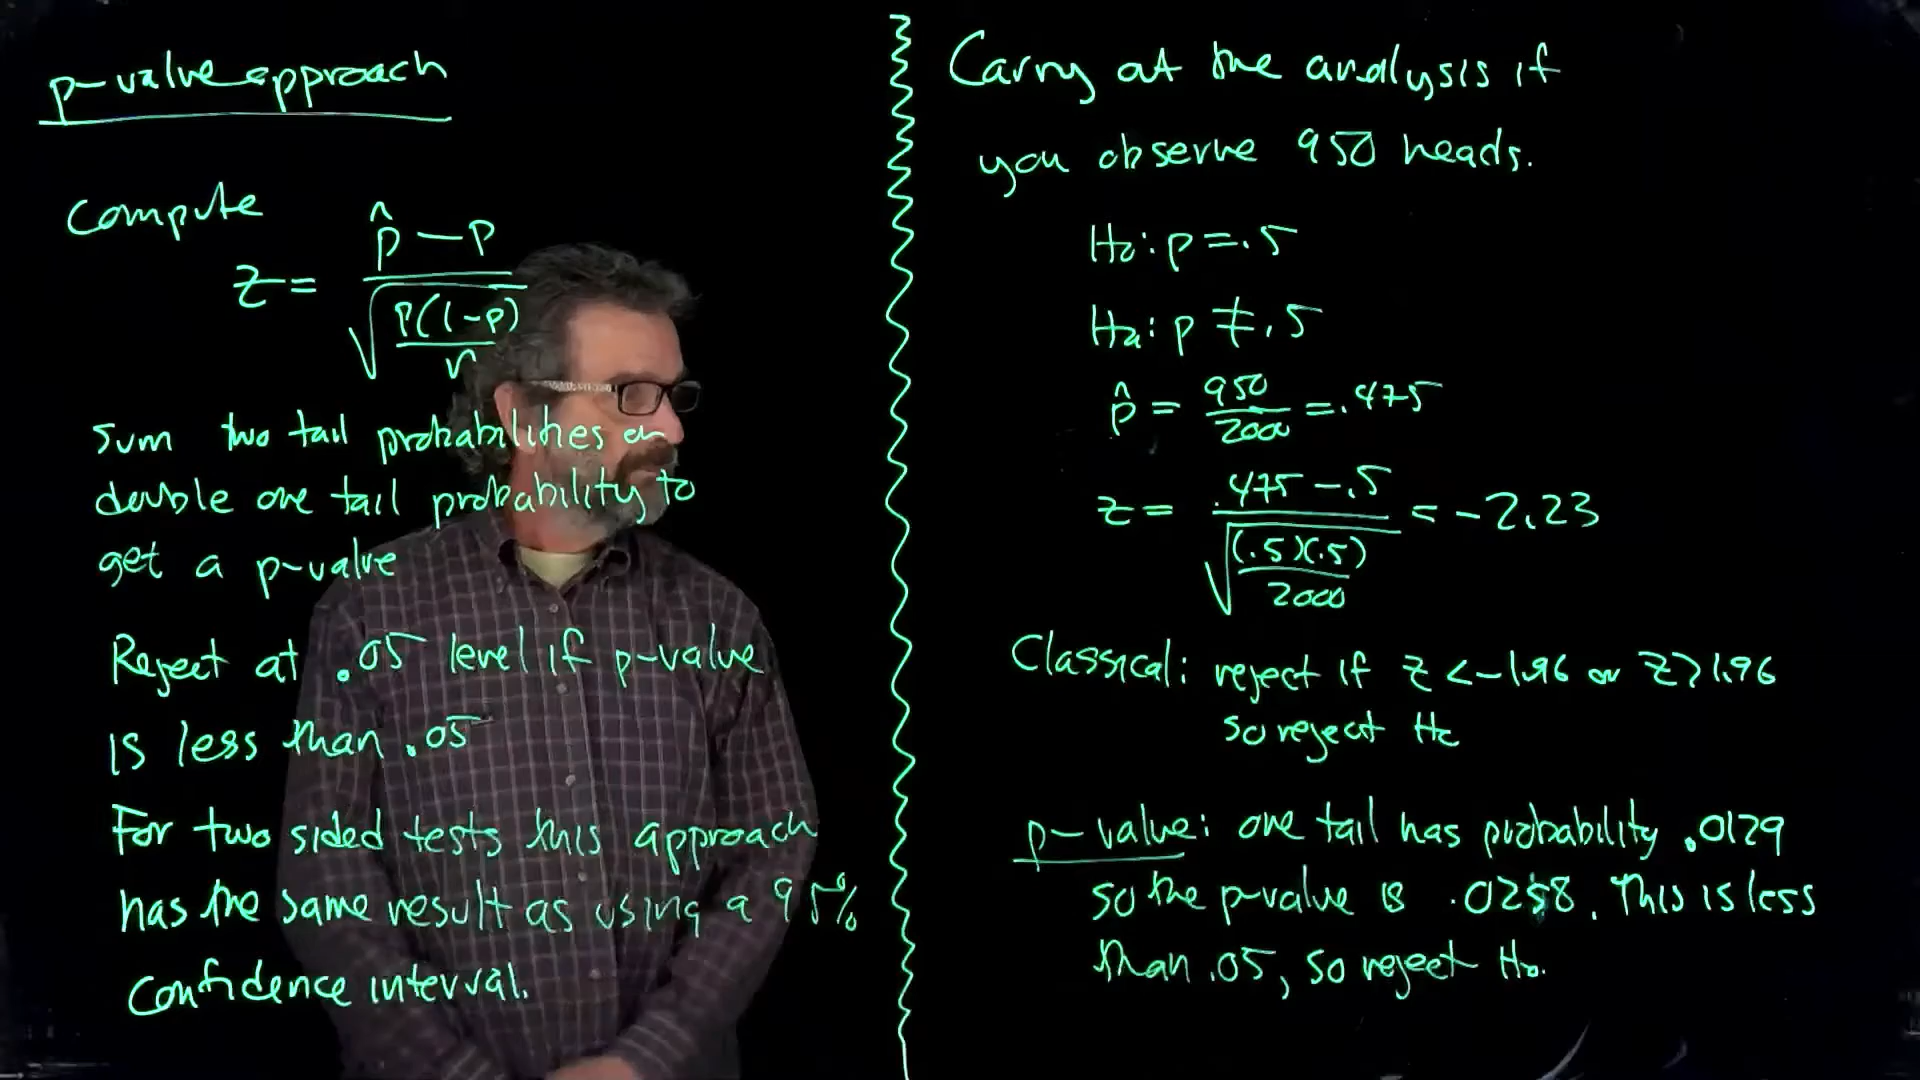 p-value approach
Compute
z = p̂ - p / √(p(1-p)/n)
Sum two tail probabilities or
double one tail probability to
get a p-value
Reject at .05 level if p-value
is less than .05
For two sided tests this approach
has the same result as using a 95%
confidence interval.
Carry at the analysis if
you observe 950 heads.
H₀: p = .5
Ha: p ≠ .5
p̂ = 950/2000 = .475
z = .475 - .5 / √((.5)(.5)/2000) = -2.23
Classical: reject if z < -1.96 or z > 1.96
so reject H₀
p-value: one tail has probability .0129
so the p-value is .0258. This is less
than .05, so reject H₀.